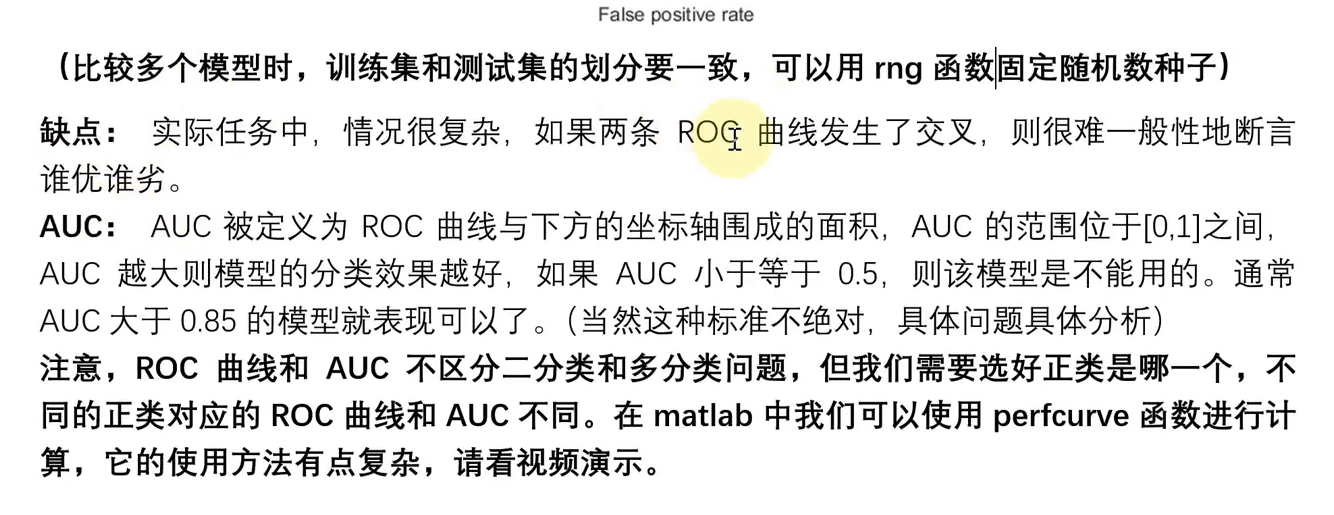 False positive rate
（比较多个模型时，训练集和测试集的划分要一致，可以用 rng 函数固定随机数种子）
缺点： 实际任务中，情况很复杂，如果两条 ROC 曲线发生了交叉，则很难一般性地断言
谁优谁劣。
AUC： AUC 被定义为 ROC 曲线与下方的坐标轴围成的面积，AUC 的范围位于[0,1]之间，
AUC 越大则模型的分类效果越好，如果 AUC 小于等于 0.5，则该模型是不能用的。通常
AUC 大于 0.85 的模型就表现可以了。（当然这种标准不绝对，具体问题具体分析）
注意，ROC 曲线和 AUC 不区分二分类和多分类问题，但我们需要选好正类是哪一个，不
同的正类对应的 ROC 曲线和 AUC 不同。在 matlab 中我们可以使用 perfcurve 函数进行计
算，它的使用方法有点复杂，请看视频演示。